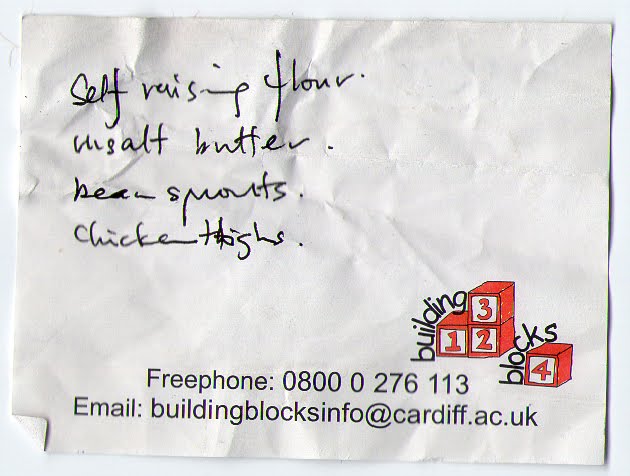 Self raising flour.
unsalt butter.
bean sprouts.
Chicken thighs.
building
3
1 2
blocks
4
Freephone: 0800 0 276 113
Email: buildingblocksinfo@cardiff.ac.uk